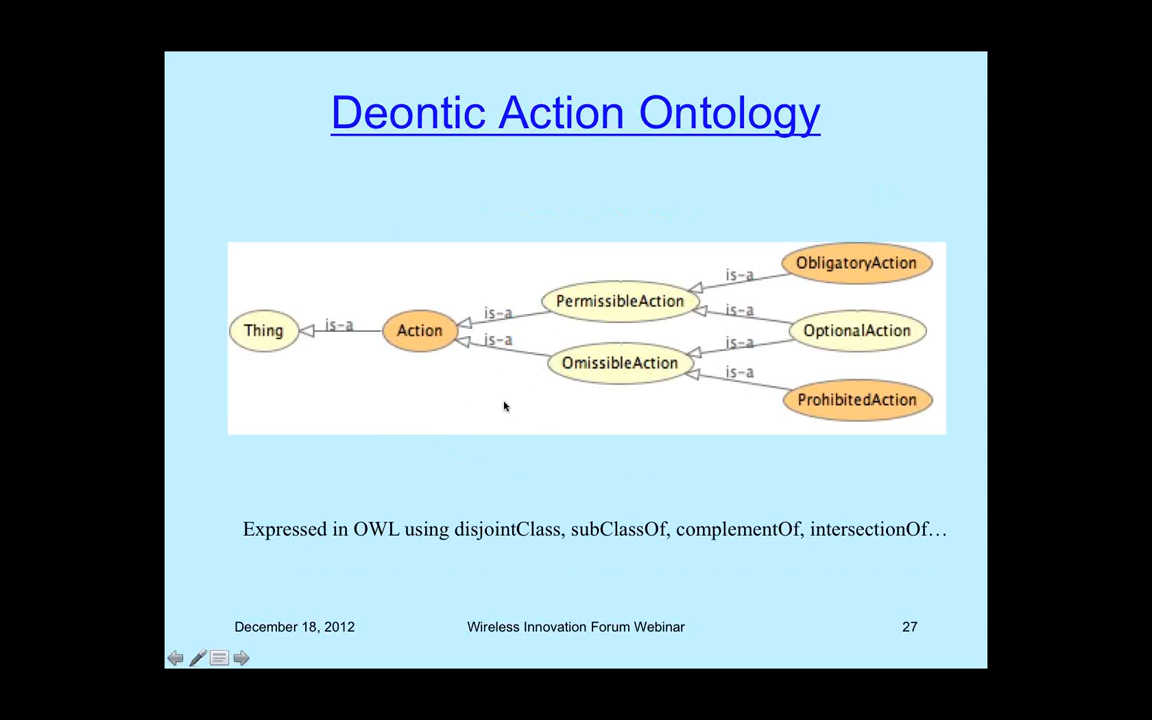 Deontic Action Ontology
ObligatoryAction
is-a
PermissibleAction
is-a
is-a
Thing
is-a
Action
OptionalAction
is-a
is-a
OmissibleAction
is-a
ProhibitedAction
Expressed in OWL using disjointClass, subClassOf, complementOf, intersectionOf…
December 18, 2012
Wireless Innovation Forum Webinar
27